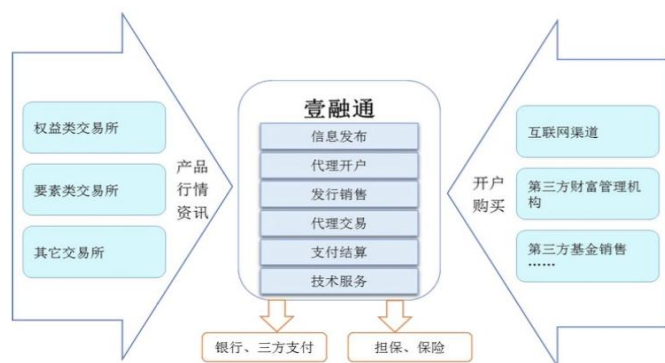 权益类交易所
要素类交易所
其它交易所
产品
行情
资讯
壹融通
信息发布
代理开户
发行销售
代理交易
支付结算
技术服务
开户
购买
互联网渠道
第三方财富管理机
构
第三方基金销售
……
银行、三方支付
担保、保险